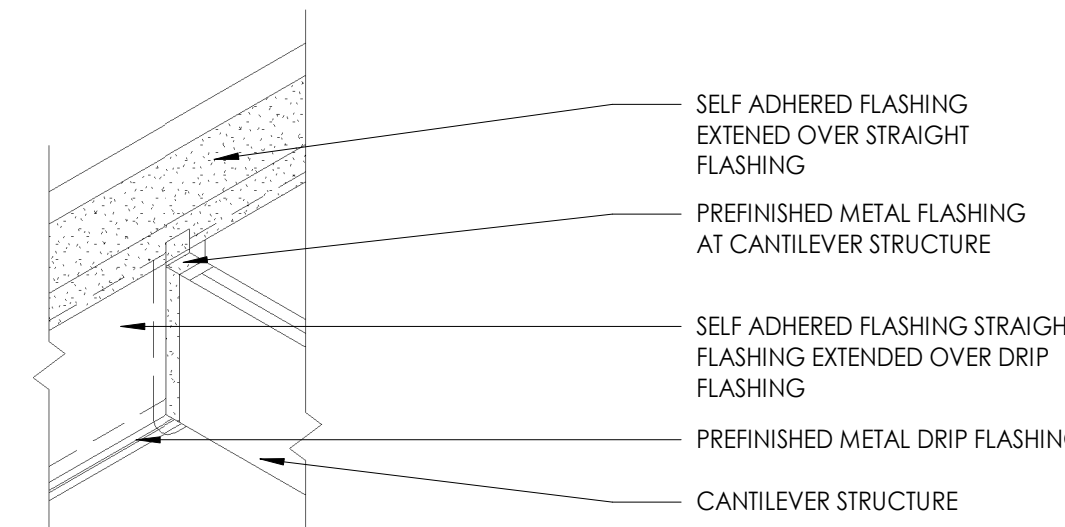 SELF ADHERED FLASHING
EXTENED OVER STRAIGHT
FLASHING
PREFINISHED METAL FLASHING
AT CANTILEVER STRUCTURE
SELF ADHERED FLASHING STRAIGH
FLASHING EXTENDED OVER DRIP
FLASHING
PREFINISHED METAL DRIP FLASHING
CANTILEVER STRUCTURE